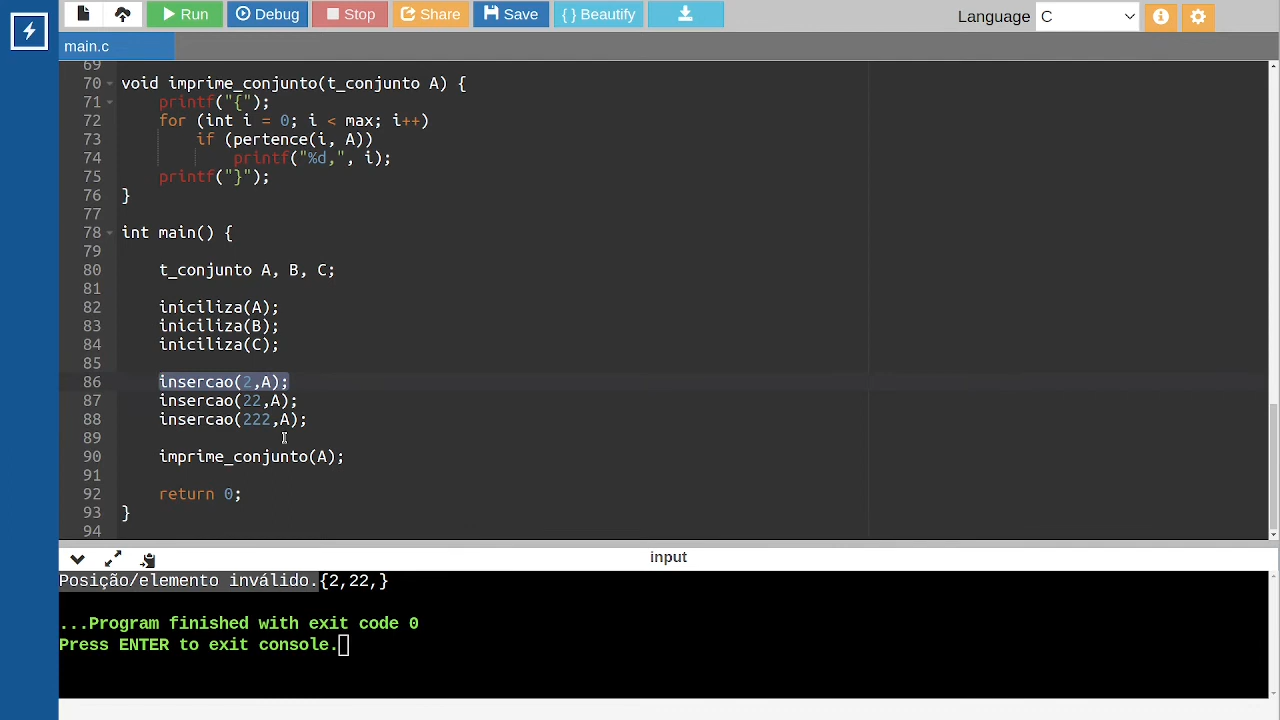 Run Debug Stop Share Save { } Beautify Language C
main.c
69
70 void imprime_conjunto(t_conjunto A) {
71     printf("{");
72     for (int i = 0; i < max; i++)
73         if (pertence(i, A))
74             printf("%d,", i);
75     printf("}");
76 }
77
78 int main() {
79
80     t_conjunto A, B, C;
81
82     iniciliza(A);
83     iniciliza(B);
84     iniciliza(C);
85
86     insercao(2,A);
87     insercao(22,A);
88     insercao(222,A);
89
90     imprime_conjunto(A);
91
92     return 0;
93 }
94
input
Posição/elemento inválido.{2,22,}
...Program finished with exit code 0
Press ENTER to exit console.